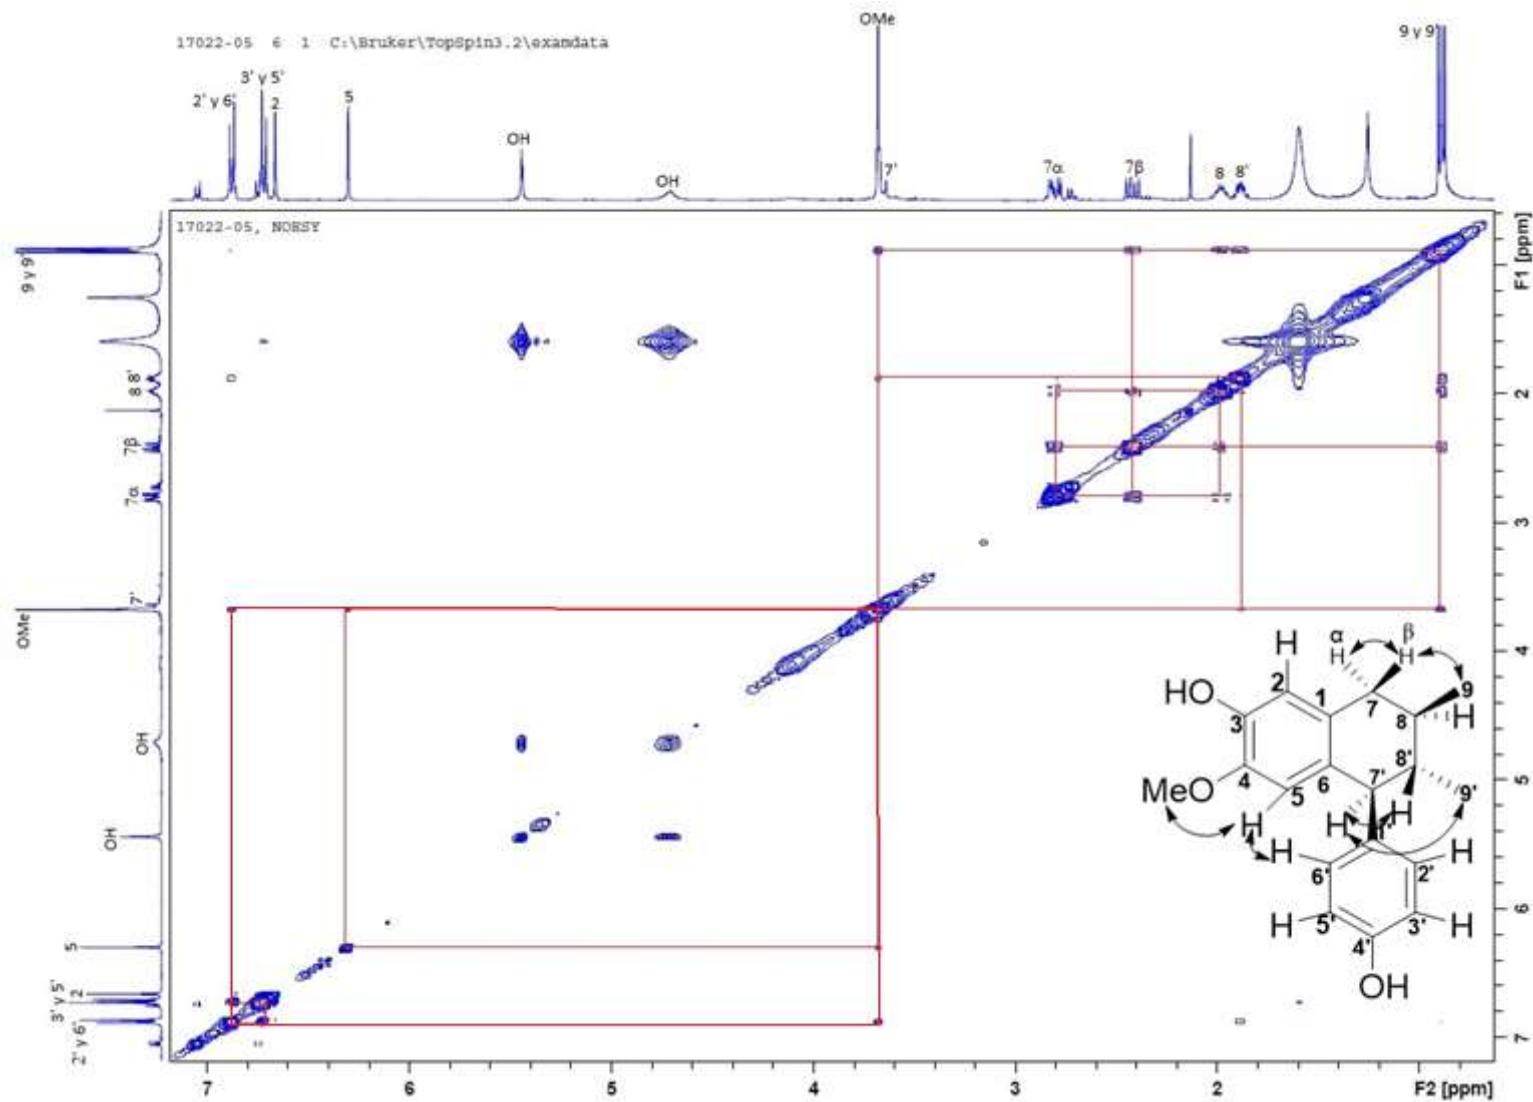 17022-05 6 1 C:\Bruker\TopSpin3.2\examdata
OMe
9 y 9'
3' y 5'
2' y 6'
2
5
OH
OH
7'
7α
7β
8
8'
17022-05, NOESY
9 y 9'
8'
8
7β
7α
7'
OMe
OH
OH
5
2
3' y 5'
2' y 6'
F1 [ppm]
2
3
4
5
6
7
α
β
H
H
H
9
HO
2
1
7
8
H
3
8'
4
6
7'
MeO
5
9'
H
H
H
1'
H
H
6'
2'
H
5'
3'
H
4'
OH
7
6
5
4
3
2
F2 [ppm]